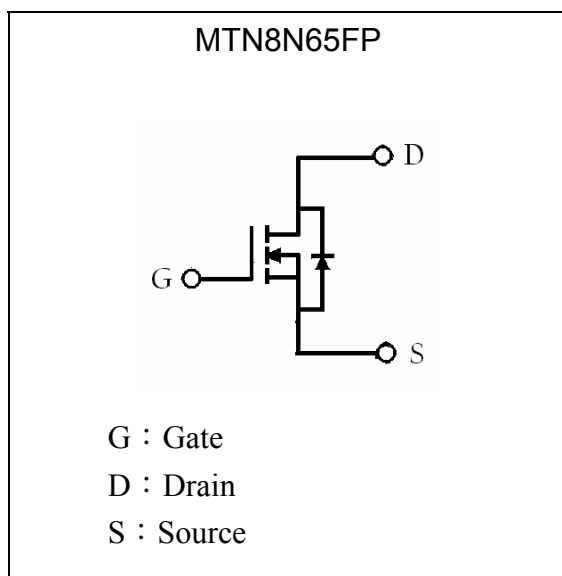 MTN8N65FP
D
G
S
G：Gate
D：Drain
S：Source